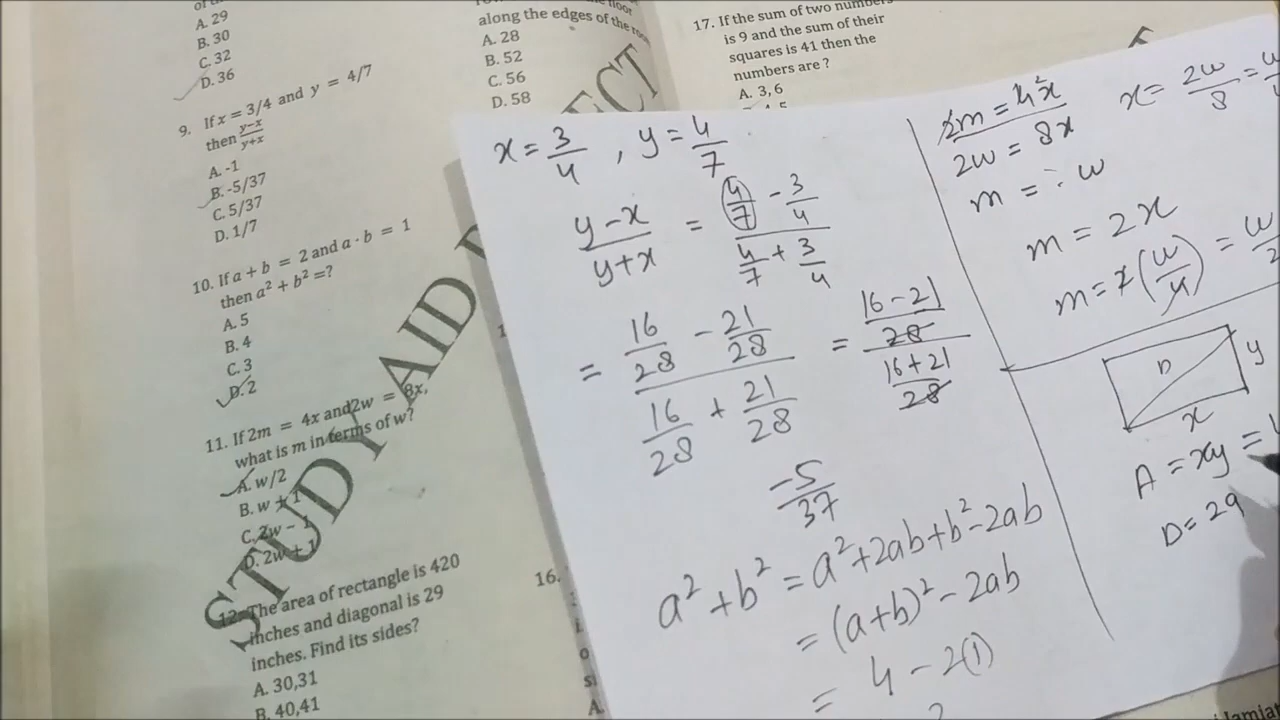 A. 29
B. 30
C. 32
D. 36
9. If x = 3/4 and y = 4/7
then y−x/y+x
A. -1
B. -5/37
C. 5/37
D. 1/7
10. If a + b = 2 and a · b = 1
then a² + b² =?
A. 5
B. 4
C. 3
D. 2
11. If 2m = 4x and2w = 8x,
what is m in terms of w?
A. w/2
B. w + 1
C. 2w − 1
D. 2w + 1
12. The area of rectangle is 420
inches and diagonal is 29
inches. Find its sides?
A. 30,31
B. 40,41
along the edges of the
A. 28
B. 52
C. 56
D. 58
16.
17. If the sum of two numbers
is 9 and the sum of their
squares is 41 then the
numbers are ?
A. 3, 6
STUDY AID
x = 3/4 , y = 4/7
y−x/y+x = (4/7 − 3/4)/(4/7 + 3/4)
= (16/28 − 21/28)/(16/28 + 21/28) = ((16−21)/28)/((16+21)/28)
−5/37
a² + b² = a² + 2ab + b² − 2ab
= (a+b)² − 2ab
= 4 − 2(1)
2m = 4x
2w = 8x
m = w
m = 2x
x = 2w/8 =
D
y
x
A = xy =
D = 29